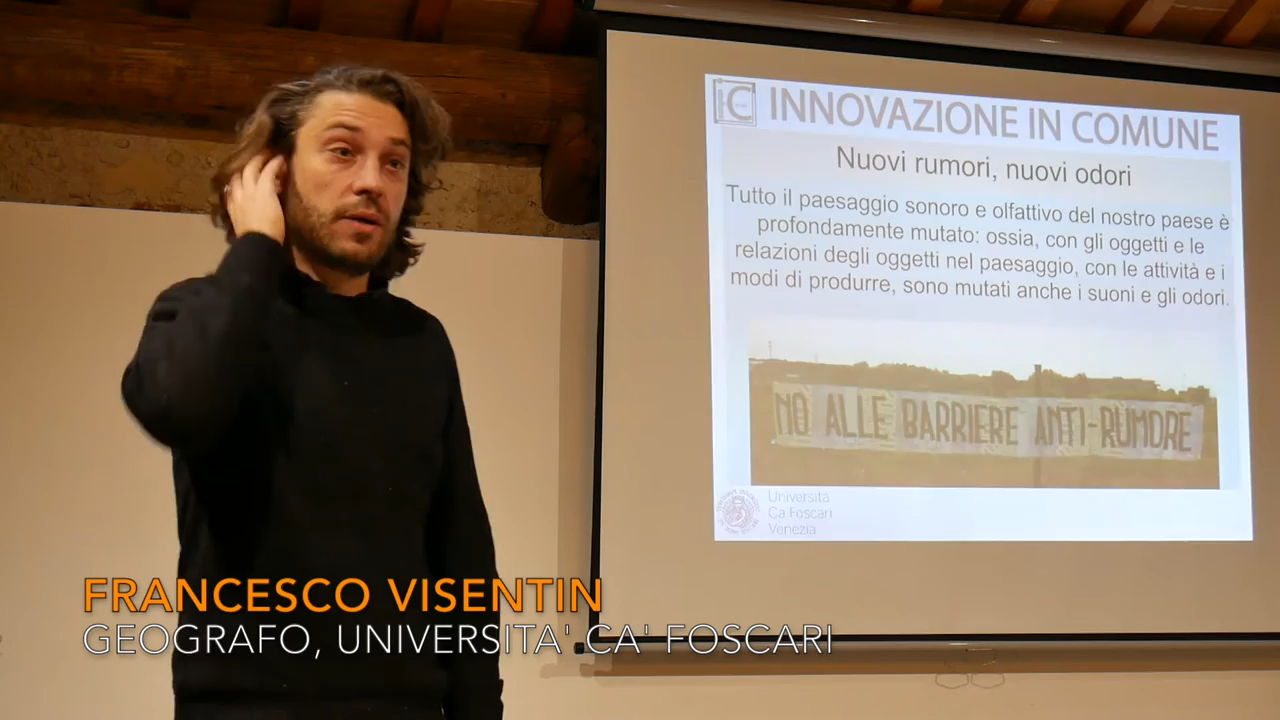 iC INNOVAZIONE IN COMUNE
Nuovi rumori, nuovi odori
Tutto il paesaggio sonoro e olfattivo del nostro paese è
profondamente mutato: ossia, con gli oggetti e le
relazioni degli oggetti nel paesaggio, con le attività e i
modi di produrre, sono mutati anche i suoni e gli odori.
NO ALLE BARRIERE ANTI-RUMORE
Università
Ca Foscari
Venezia
FRANCESCO VISENTIN
GEOGRAFO, UNIVERSITA' CA' FOSCARI